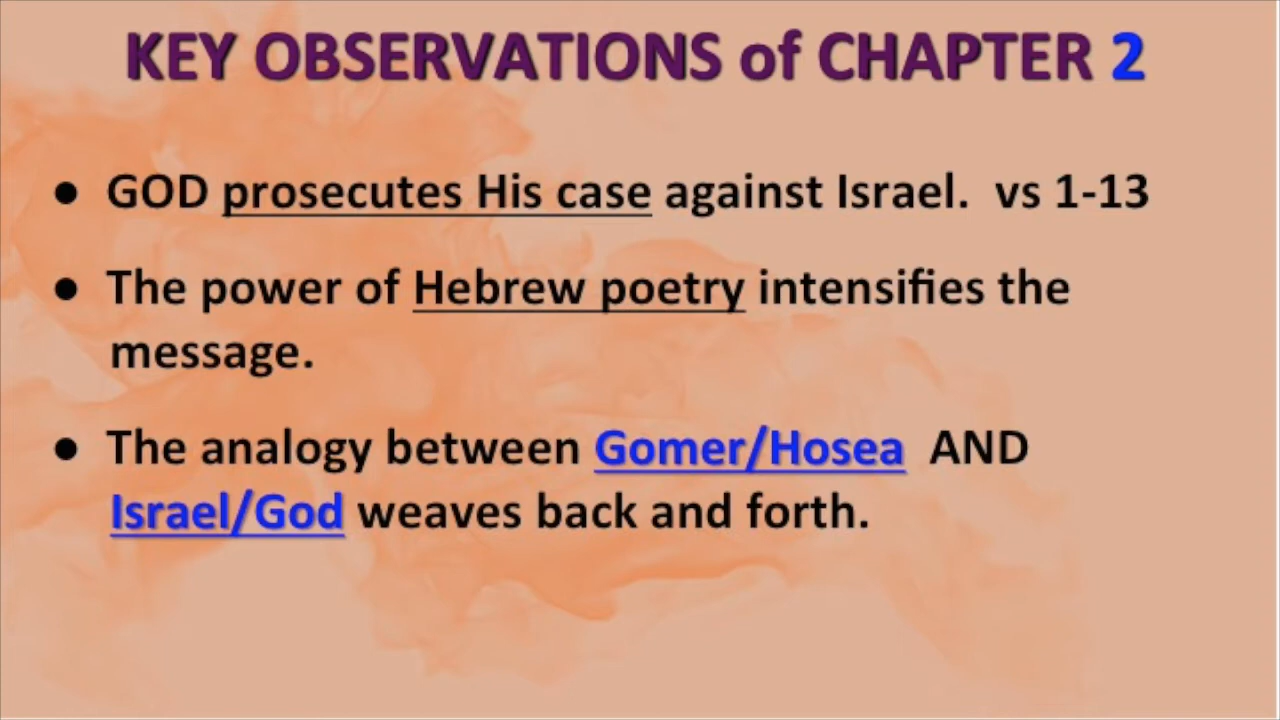 KEY OBSERVATIONS of CHAPTER 2
● GOD prosecutes His case against Israel.  vs 1-13
● The power of Hebrew poetry intensifies the
message.
● The analogy between Gomer/Hosea  AND
Israel/God weaves back and forth.